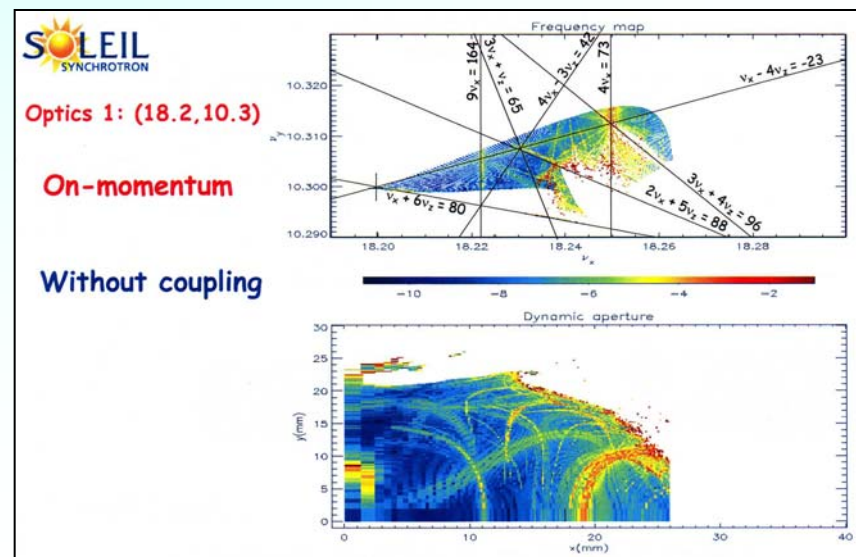 SOLEIL
SYNCHROTRON
Optics 1: (18.2,10.3)
On-momentum
Without coupling
Frequency map
10.320
10.310
10.300
10.290
νy
18.20
18.22
18.24
18.26
18.28
νx
9νx = 164
3νx + νz = 65
4νx - 3νz = 42
4νx = 73
νx - 4νz = -23
νx + 6νz = 80
2νx + 5νz = 88
3νx + 4νz = 96
-10
-8
-6
-4
-2
Dynamic aperture
30
25
20
15
10
5
0
y(mm)
0
10
20
30
40
x(mm)